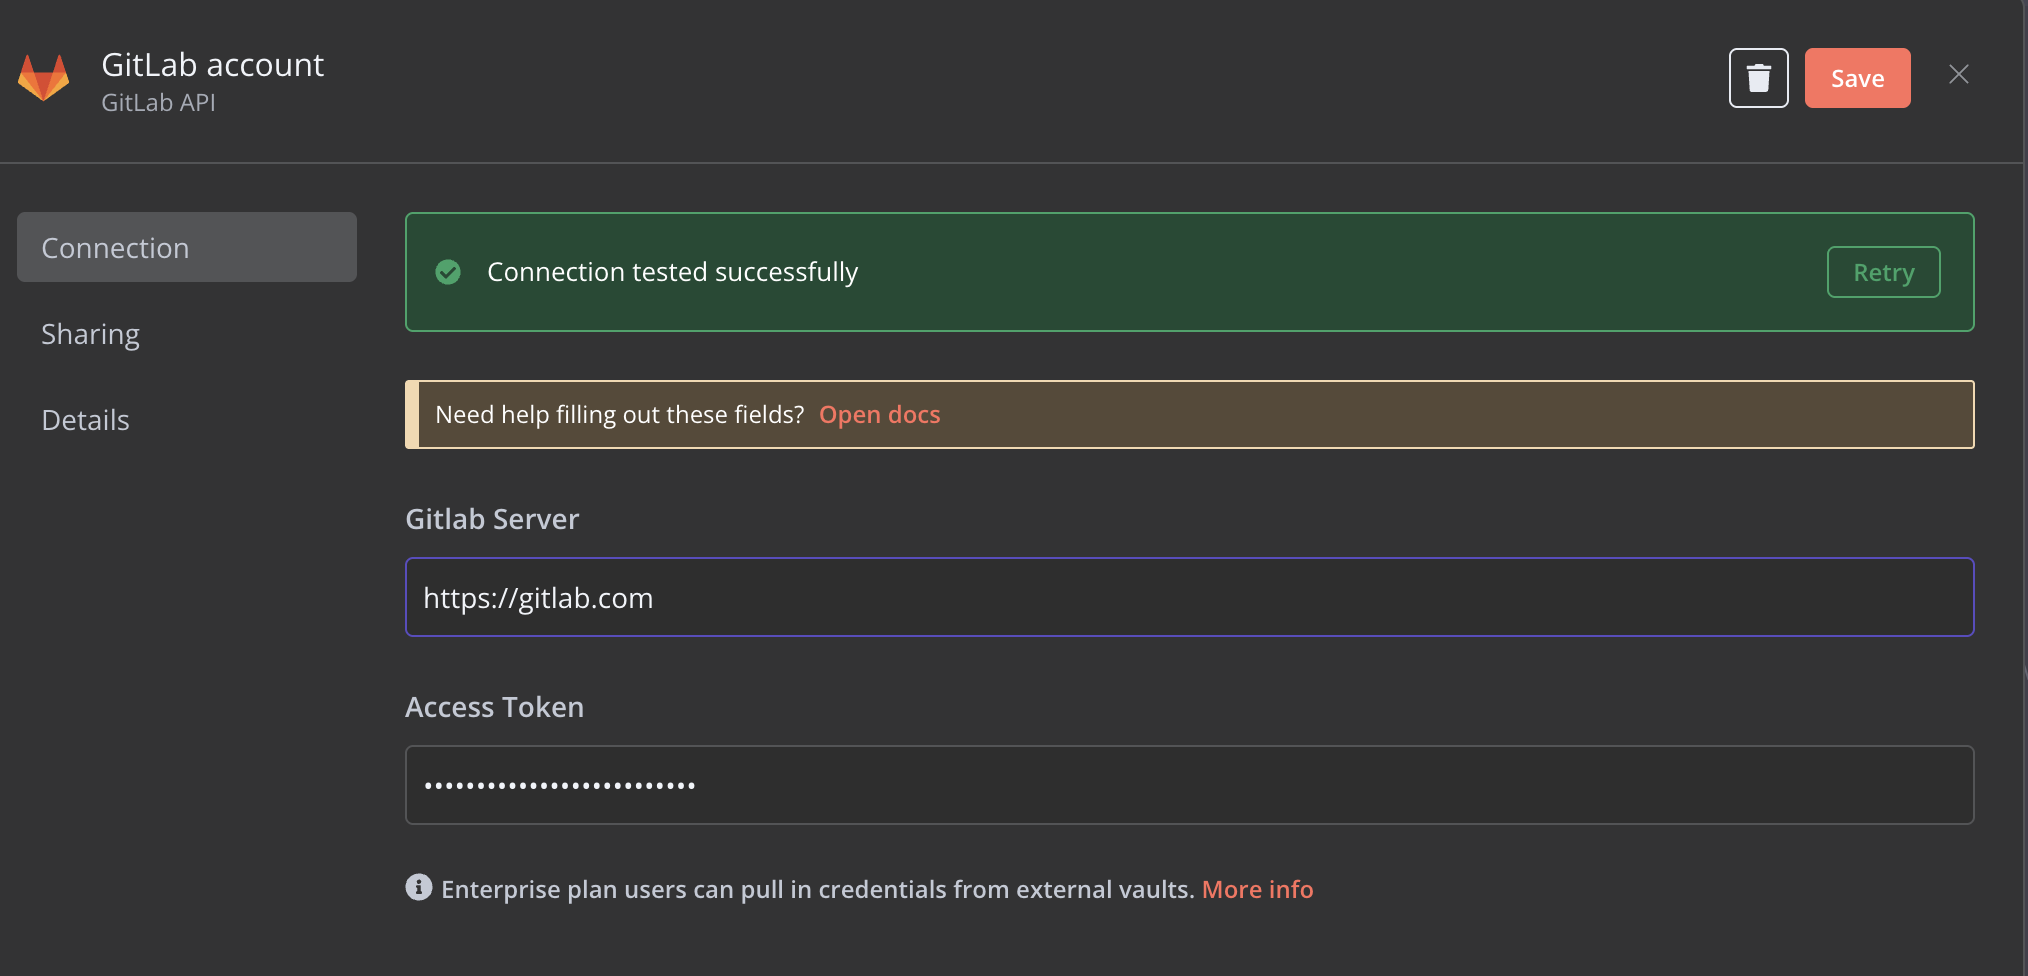 GitLab account
GitLab API
Save
Connection
Sharing
Details
Connection tested successfully
Retry
Need help filling out these fields? Open docs
Gitlab Server
https://gitlab.com
Access Token
••••••••••••••••••••••••••
Enterprise plan users can pull in credentials from external vaults. More info